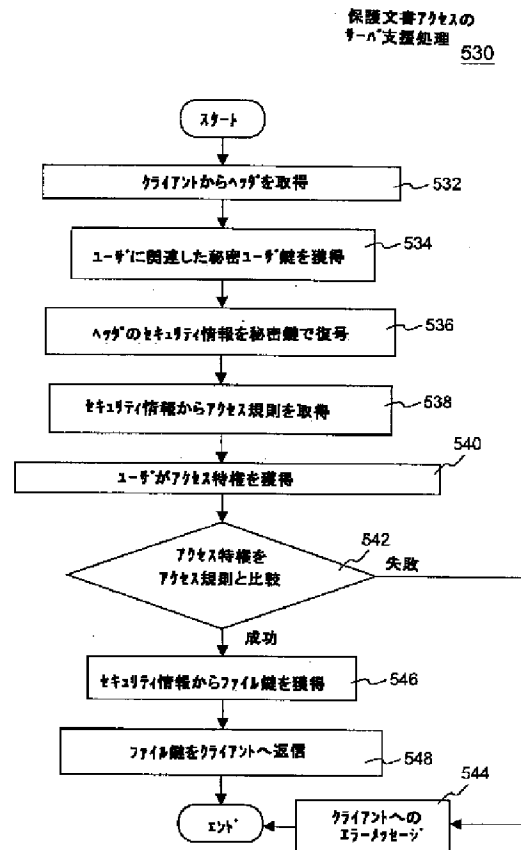 保護文書アクセスの
サーバ支援処理
530
スタート
クライアントからヘッダを取得
532
ユーザに関連した秘密ユーザ鍵を獲得
534
ヘッダのセキュリティ情報を秘密鍵で復号
536
セキュリティ情報からアクセス規則を取得
538
ユーザがアクセス特権を獲得
540
アクセス特権を
アクセス規則と比較
542
失敗
成功
セキュリティ情報からファイル鍵を獲得
546
ファイル鍵をクライアントへ返信
548
544
エンド
クライアントへの
エラーメッセージ